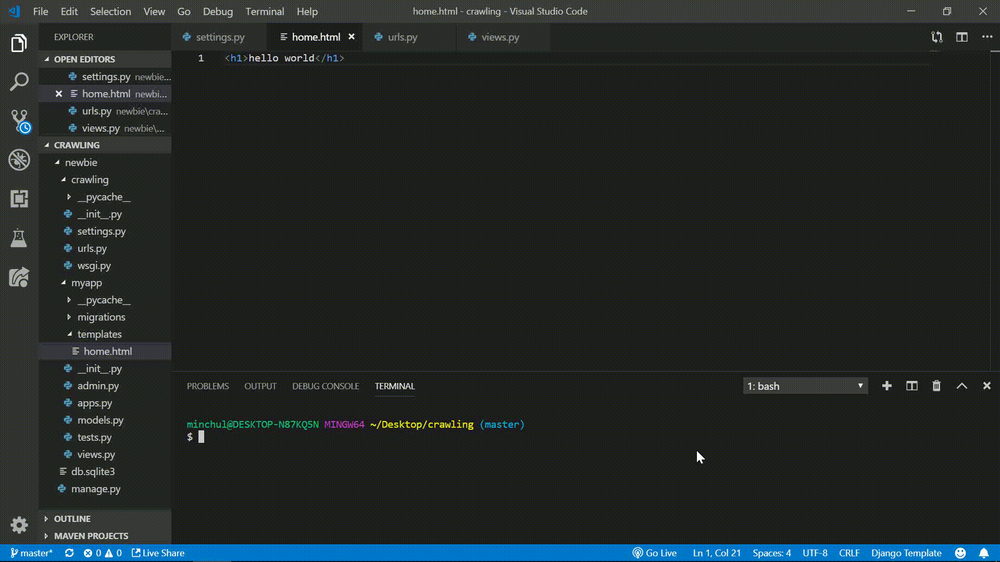 File Edit Selection View Go Debug Terminal Help
home.html - crawling - Visual Studio Code
EXPLORER
OPEN EDITORS
settings.py newbie...
home.html newbi...
urls.py newbie\cra...
views.py newbie\...
CRAWLING
newbie
crawling
__pycache__
__init__.py
settings.py
urls.py
wsgi.py
myapp
__pycache__
migrations
templates
home.html
__init__.py
admin.py
apps.py
models.py
tests.py
views.py
db.sqlite3
manage.py
OUTLINE
MAVEN PROJECTS
settings.py home.html urls.py views.py
1 <h1>hello world</h1>
PROBLEMS OUTPUT DEBUG CONSOLE TERMINAL
1: bash
minchul@DESKTOP-N87KQ5N MINGW64 ~/Desktop/crawling (master)
$
master* 0 0 Live Share
Go Live Ln 1, Col 21 Spaces: 4 UTF-8 CRLF Django Template